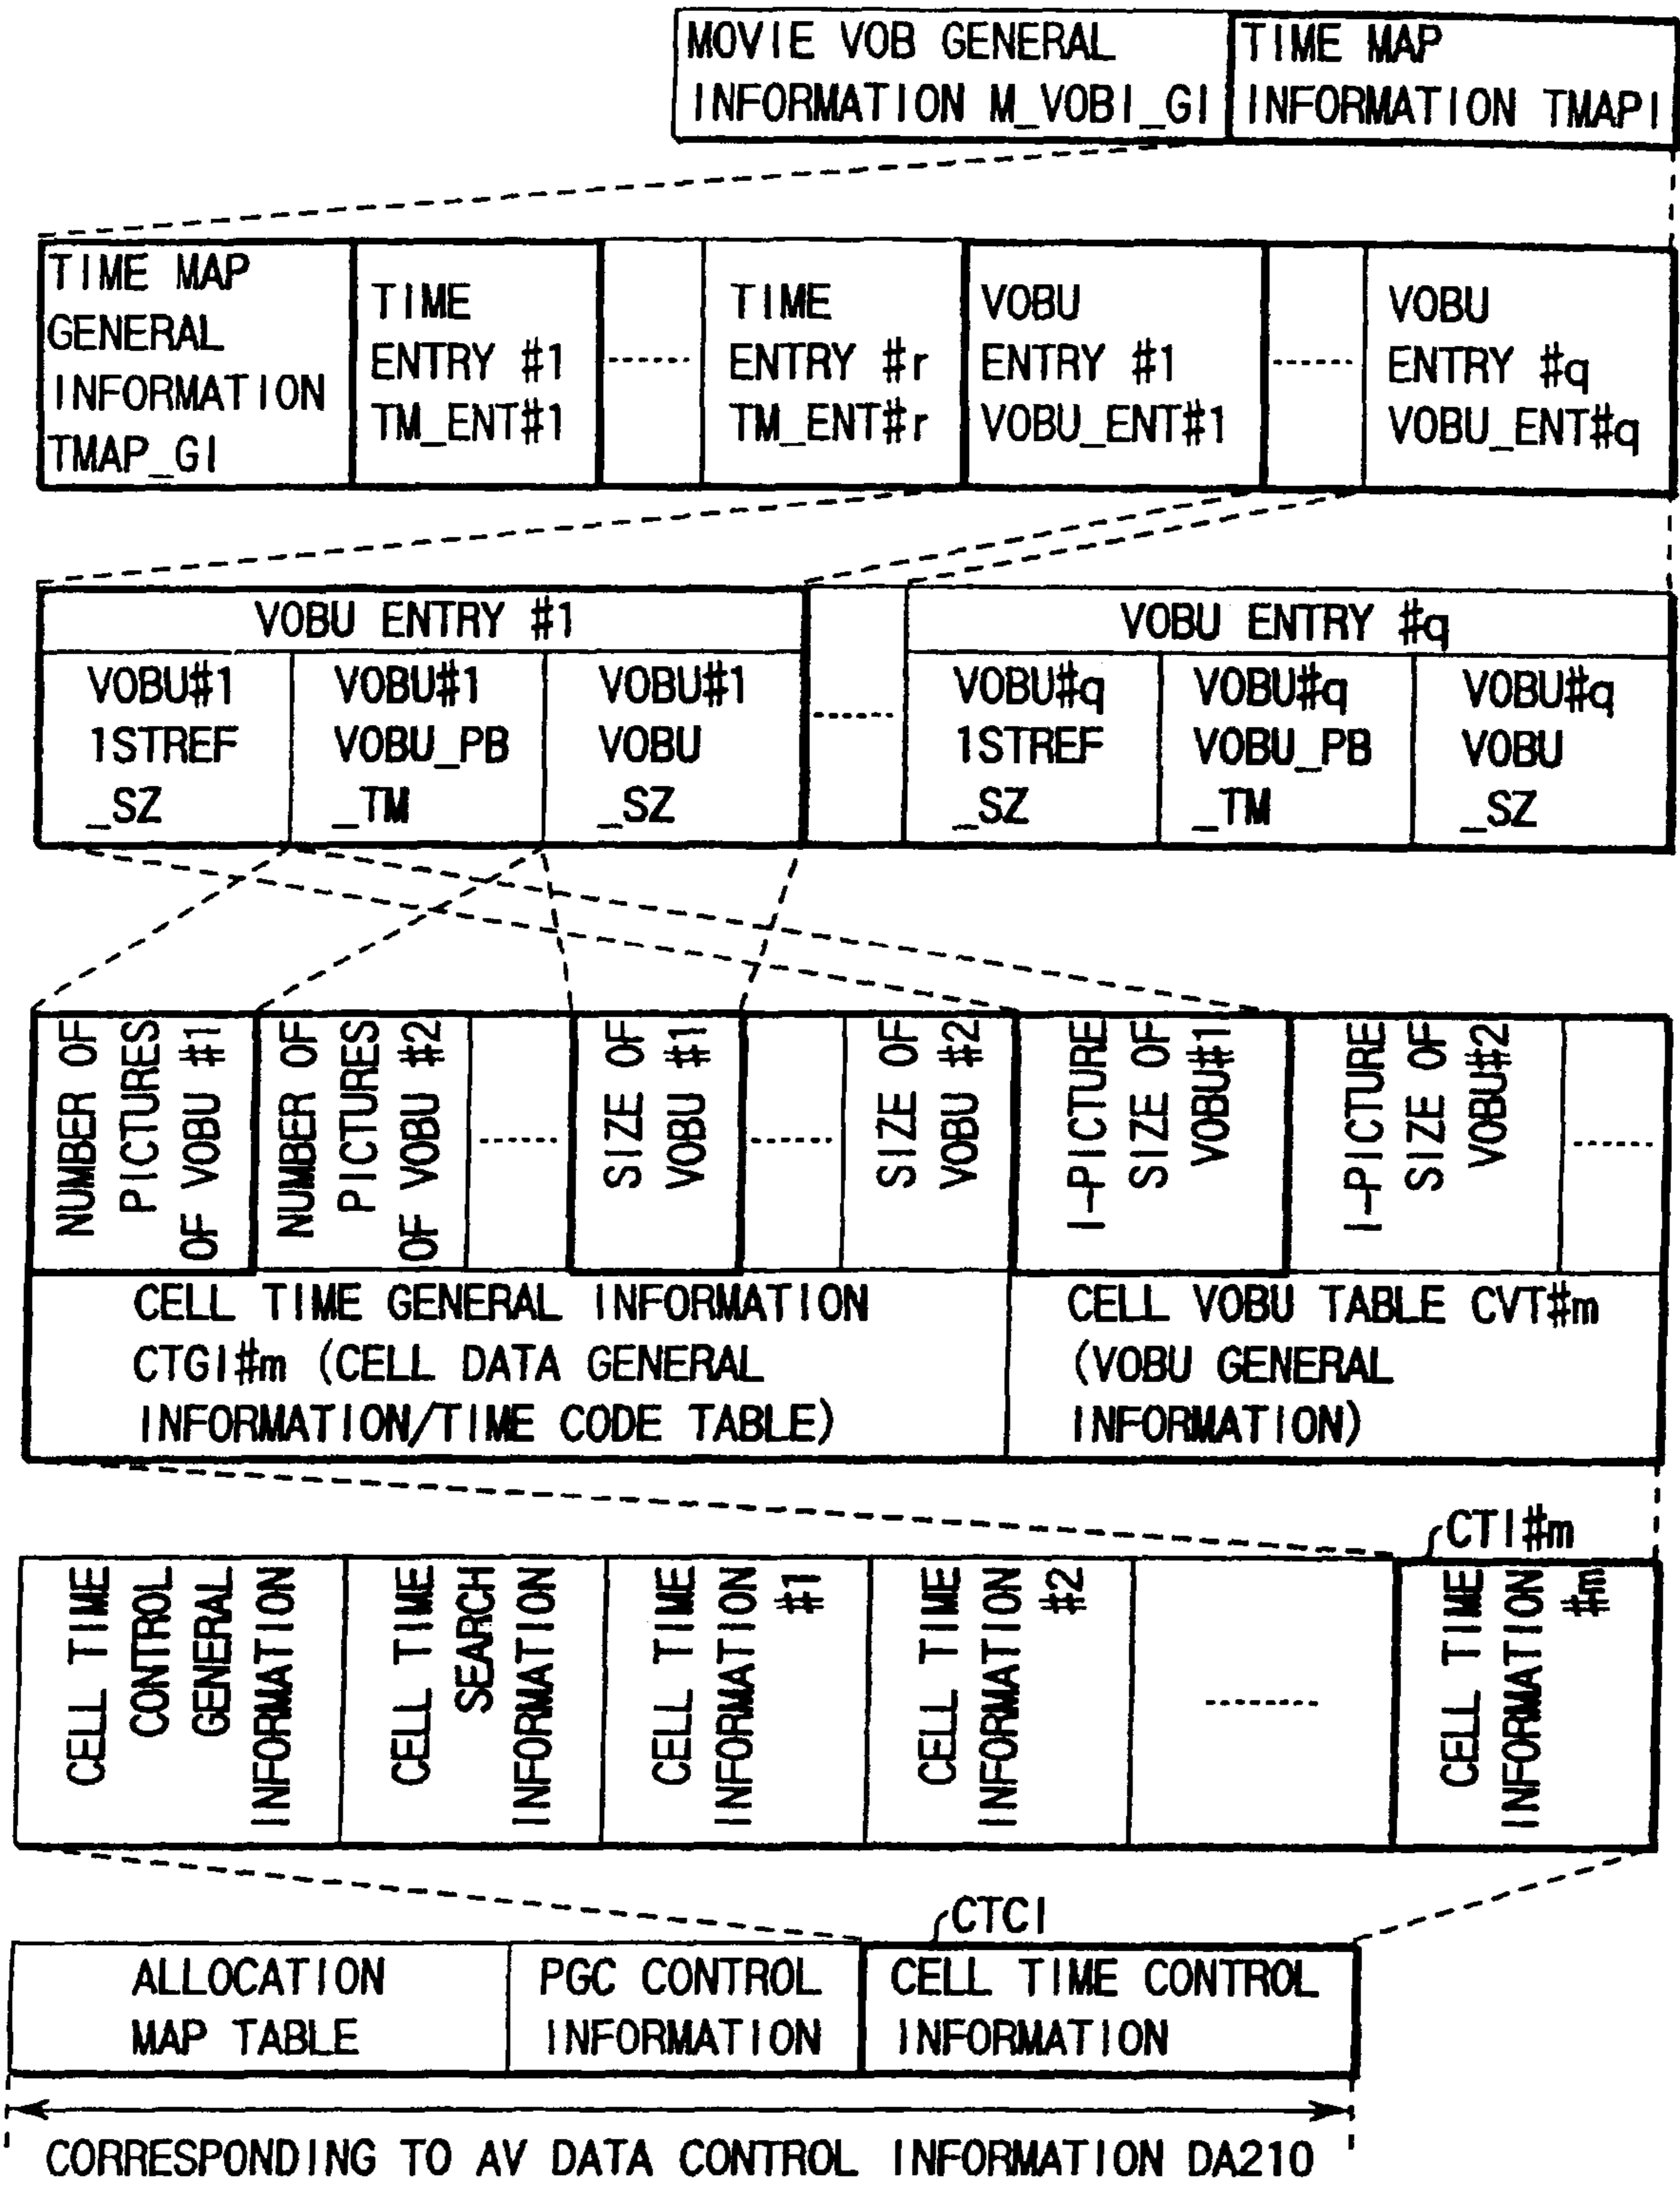 MOVIE VOB GENERAL
INFORMATION M_VOBI_GI
TIME MAP
INFORMATION TMAPI
TIME MAP
GENERAL
INFORMATION
TMAP_GI
TIME
ENTRY #1
TM_ENT#1
........
TIME
ENTRY #r
TM_ENT#r
VOBU
ENTRY #1
VOBU_ENT#1
........
VOBU
ENTRY #q
VOBU_ENT#q
VOBU ENTRY #1
VOBU#1
1STREF
_SZ
VOBU#1
VOBU_PB
_TM
VOBU#1
VOBU
_SZ
........
VOBU ENTRY #q
VOBU#q
1STREF
_SZ
VOBU#q
VOBU_PB
_TM
VOBU#q
VOBU
_SZ
NUMBER OF
PICTURES
OF VOBU #1
NUMBER OF
PICTURES
OF VOBU #2
........
SIZE OF
VOBU #1
........
SIZE OF
VOBU #2
I-PICTURE
SIZE OF
VOBU#1
I-PICTURE
SIZE OF
VOBU#2
........
CELL TIME GENERAL INFORMATION
CTGI#m (CELL DATA GENERAL
INFORMATION/TIME CODE TABLE)
CELL VOBU TABLE CVT#m
(VOBU GENERAL
INFORMATION)
CTI#m
CELL TIME
CONTROL
GENERAL
INFORMATION
CELL TIME
SEARCH
INFORMATION
CELL TIME
INFORMATION
#1
CELL TIME
INFORMATION
#2
........
CELL TIME
INFORMATION
#m
CTCI
ALLOCATION
MAP TABLE
PGC CONTROL
INFORMATION
CELL TIME CONTROL
INFORMATION
CORRESPONDING TO AV DATA CONTROL INFORMATION DA210